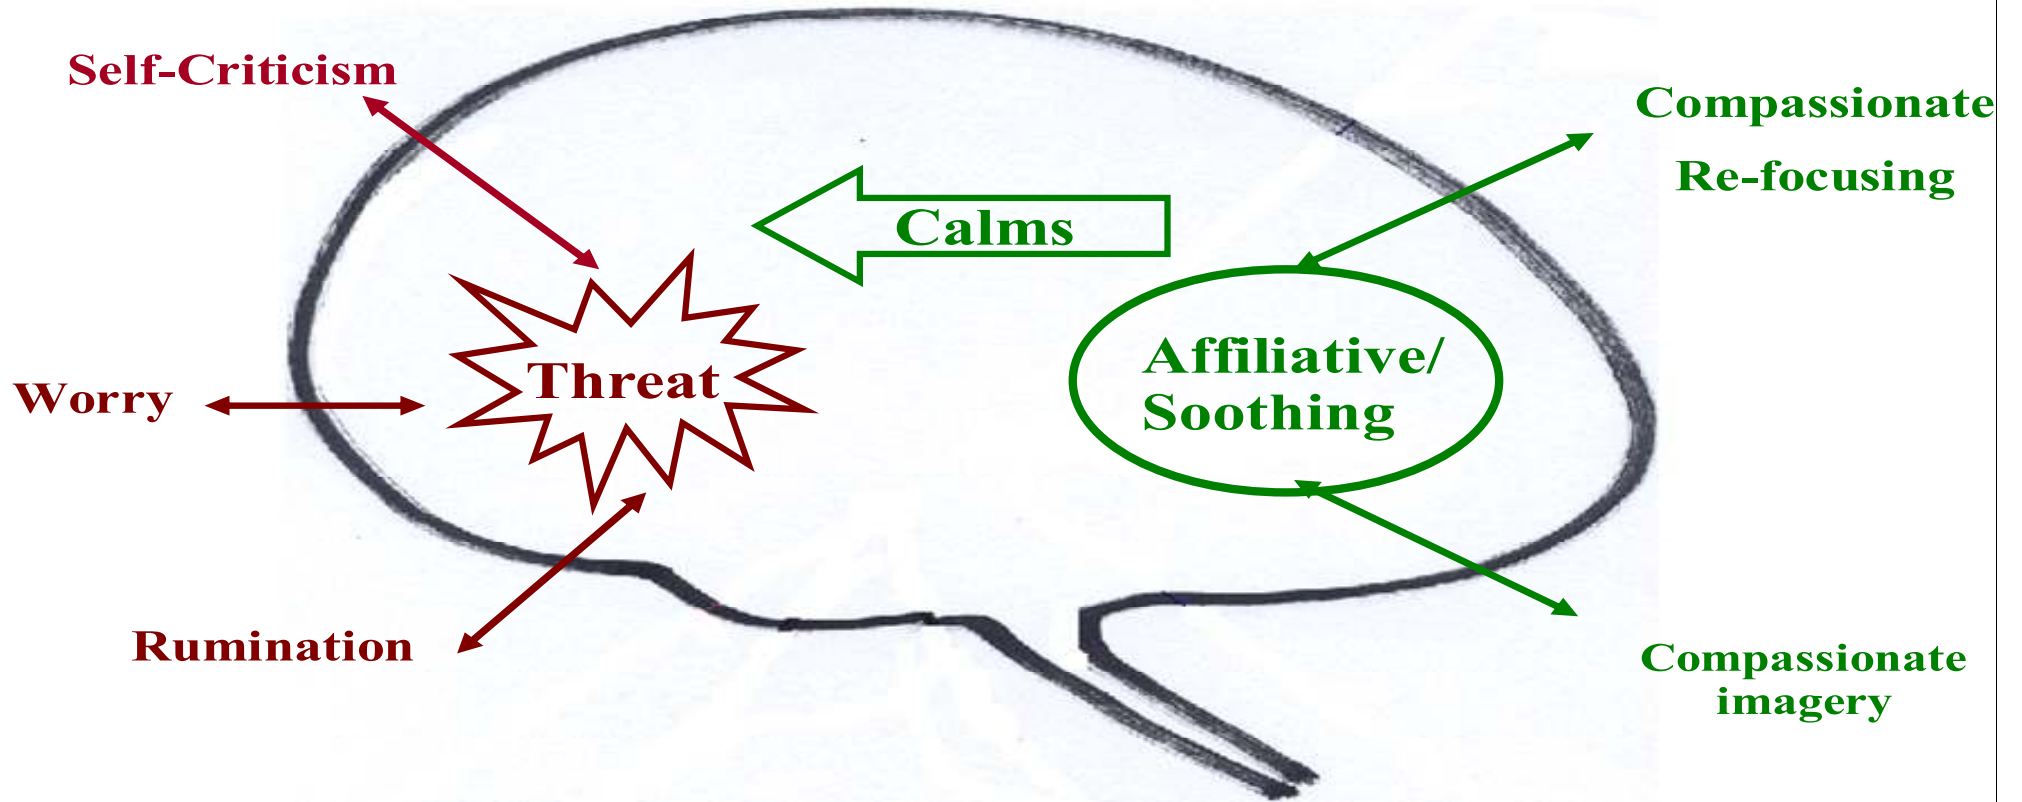 Self-Criticism
Compassionate
Re-focusing
Calms
Threat
Affiliative/
Soothing
Worry
Rumination
Compassionate
imagery